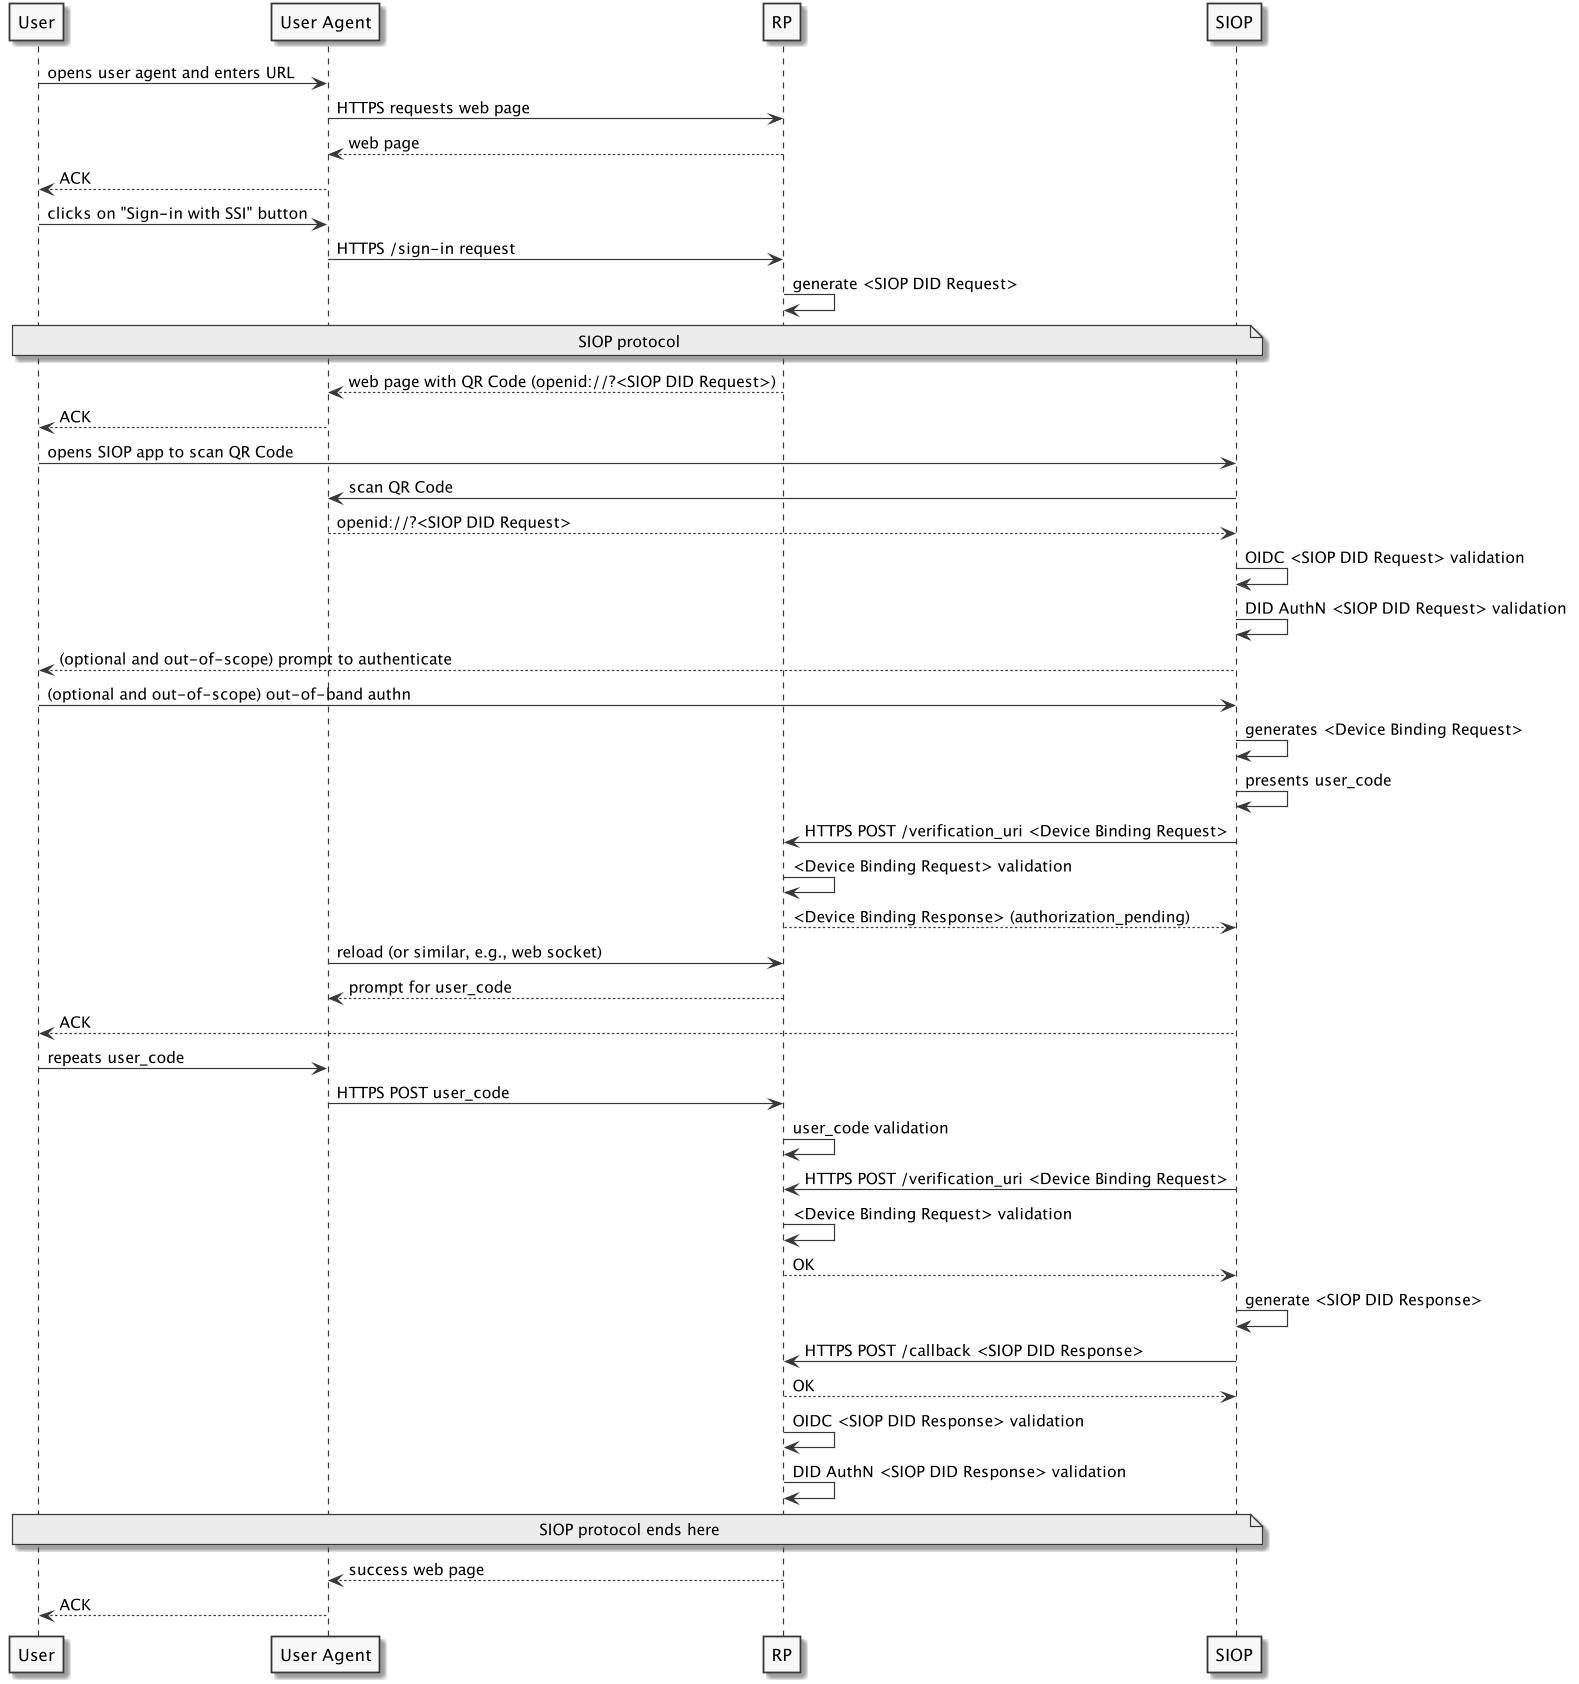 User User Agent RP SIOP
opens user agent and enters URL
HTTPS requests web page
web page
ACK
clicks on "Sign-in with SSI" button
HTTPS /sign-in request
generate <SIOP DID Request>
SIOP protocol
web page with QR Code (openid://?<SIOP DID Request>)
ACK
opens SIOP app to scan QR Code
scan QR Code
openid://?<SIOP DID Request>
OIDC <SIOP DID Request> validation
DID AuthN <SIOP DID Request> validation
(optional and out-of-scope) prompt to authenticate
(optional and out-of-scope) out-of-band authn
generates <Device Binding Request>
presents user_code
HTTPS POST /verification_uri <Device Binding Request>
<Device Binding Request> validation
<Device Binding Response> (authorization_pending)
reload (or similar, e.g., web socket)
prompt for user_code
ACK
repeats user_code
HTTPS POST user_code
user_code validation
HTTPS POST /verification_uri <Device Binding Request>
<Device Binding Request> validation
OK
generate <SIOP DID Response>
HTTPS POST /callback <SIOP DID Response>
OK
OIDC <SIOP DID Response> validation
DID AuthN <SIOP DID Response> validation
SIOP protocol ends here
success web page
ACK
User User Agent RP SIOP